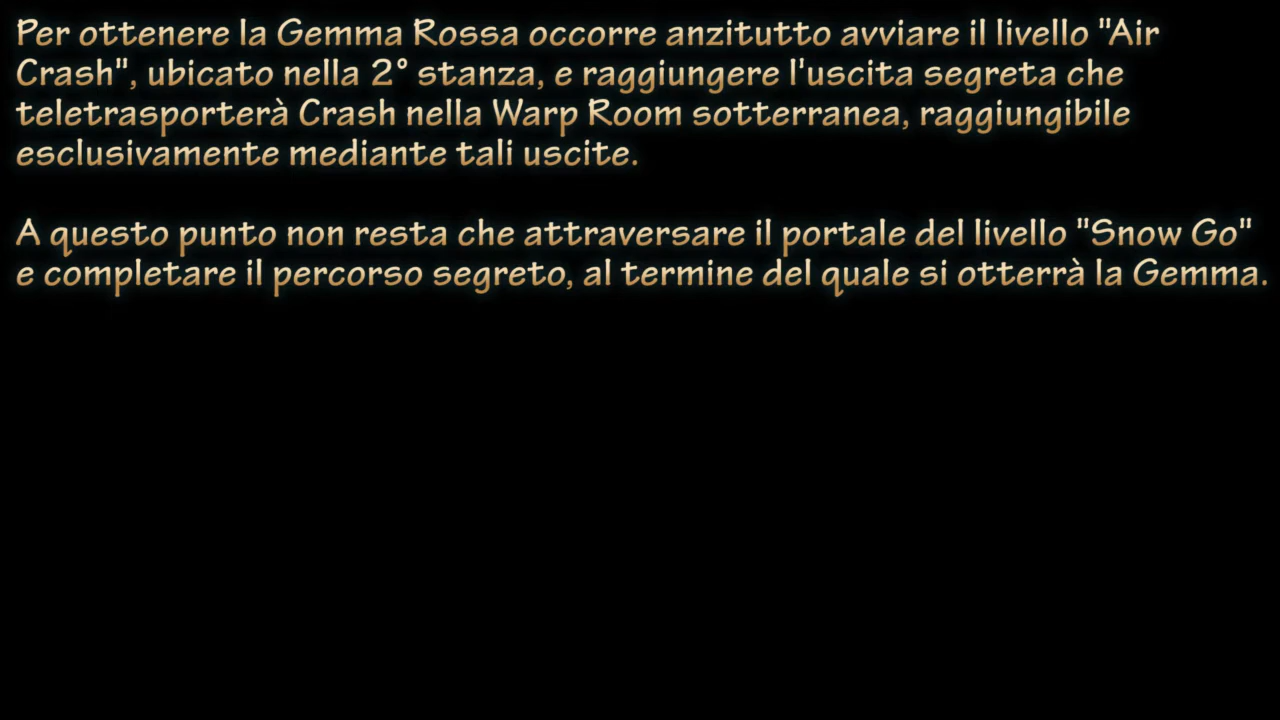 Per ottenere la Gemma Rossa occorre anzitutto avviare il livello "Air
Crash", ubicato nella 2° stanza, e raggiungere l'uscita segreta che
teletrasporterà Crash nella Warp Room sotterranea, raggiungibile
esclusivamente mediante tali uscite.

A questo punto non resta che attraversare il portale del livello "Snow Go"
e completare il percorso segreto, al termine del quale si otterrà la Gemma.